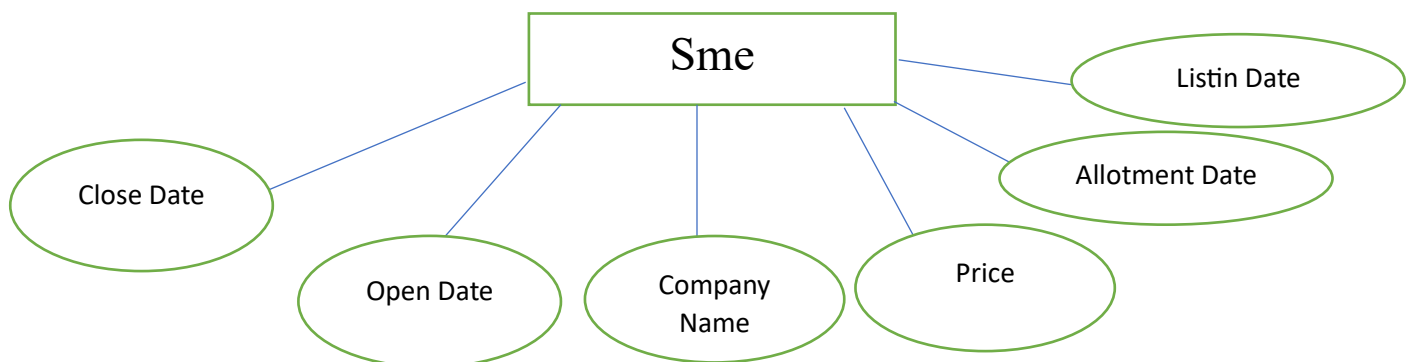 Sme
Listin Date
Close Date
Allotment Date
Open Date
Company
Name
Price